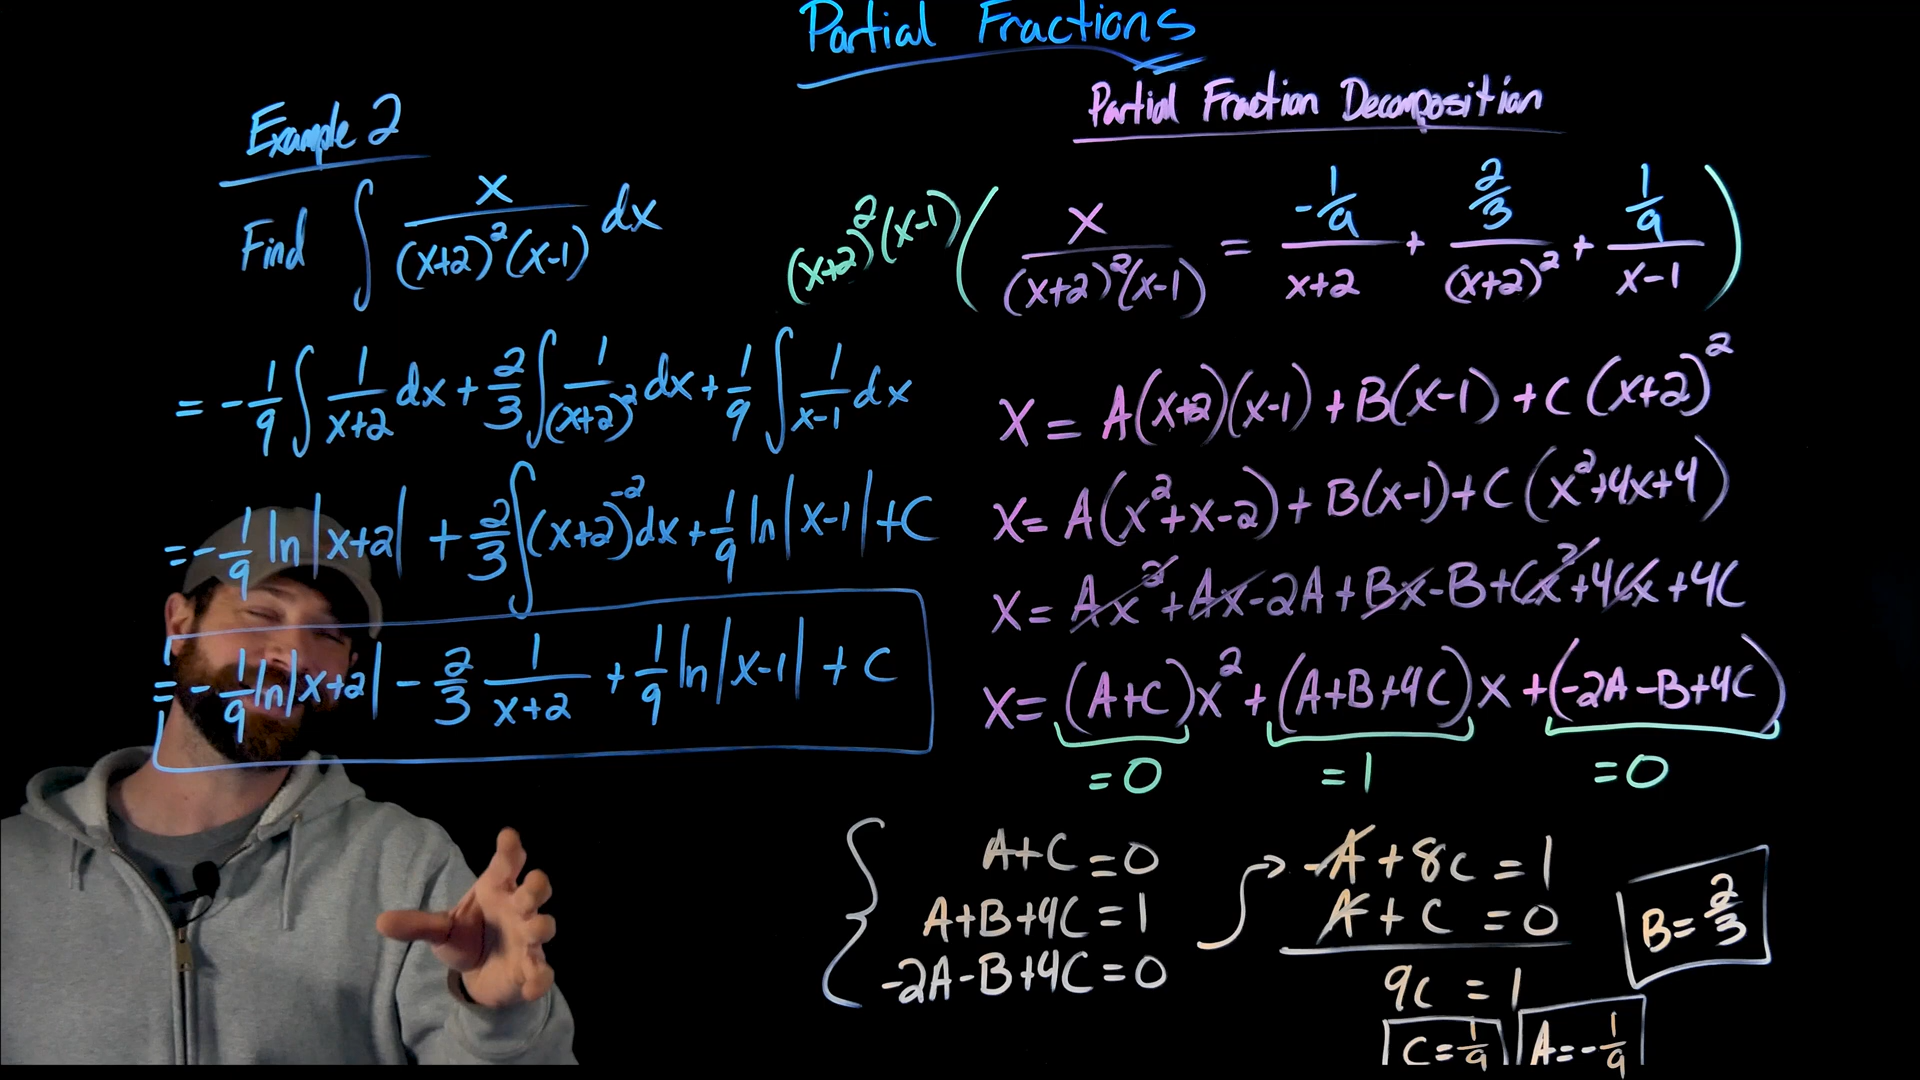 Partial Fractions
Example 2
Find ∫ x/((x+2)²(x-1)) dx
= -1/9 ∫ 1/(x+2) dx + 2/3 ∫ 1/(x+2)² dx + 1/9 ∫ 1/(x-1) dx
= -1/9 ln|x+2| + 2/3 ∫ (x+2)⁻² dx + 1/9 ln|x-1| + C
= -1/9 ln|x+2| - 2/3 1/(x+2) + 1/9 ln|x-1| + C
Partial Fraction Decomposition
(x+2)²(x-1) ( x/((x+2)²(x-1)) = (-1/9)/(x+2) + (2/3)/(x+2)² + (1/9)/(x-1) )
X = A(x+2)(x-1) + B(x-1) + C(x+2)²
X = A(x²+x-2) + B(x-1) + C(x²+4x+4)
X = Ax² + Ax - 2A + Bx - B + Cx² + 4Cx + 4C
X = (A+C)x² + (A+B+4C)x + (-2A-B+4C)
=0 =1 =0
A+C=0
A+B+4C=1
-2A-B+4C=0
-A+8C=1
A+C=0
9C=1
C=1/9 A=-1/9
B=2/3